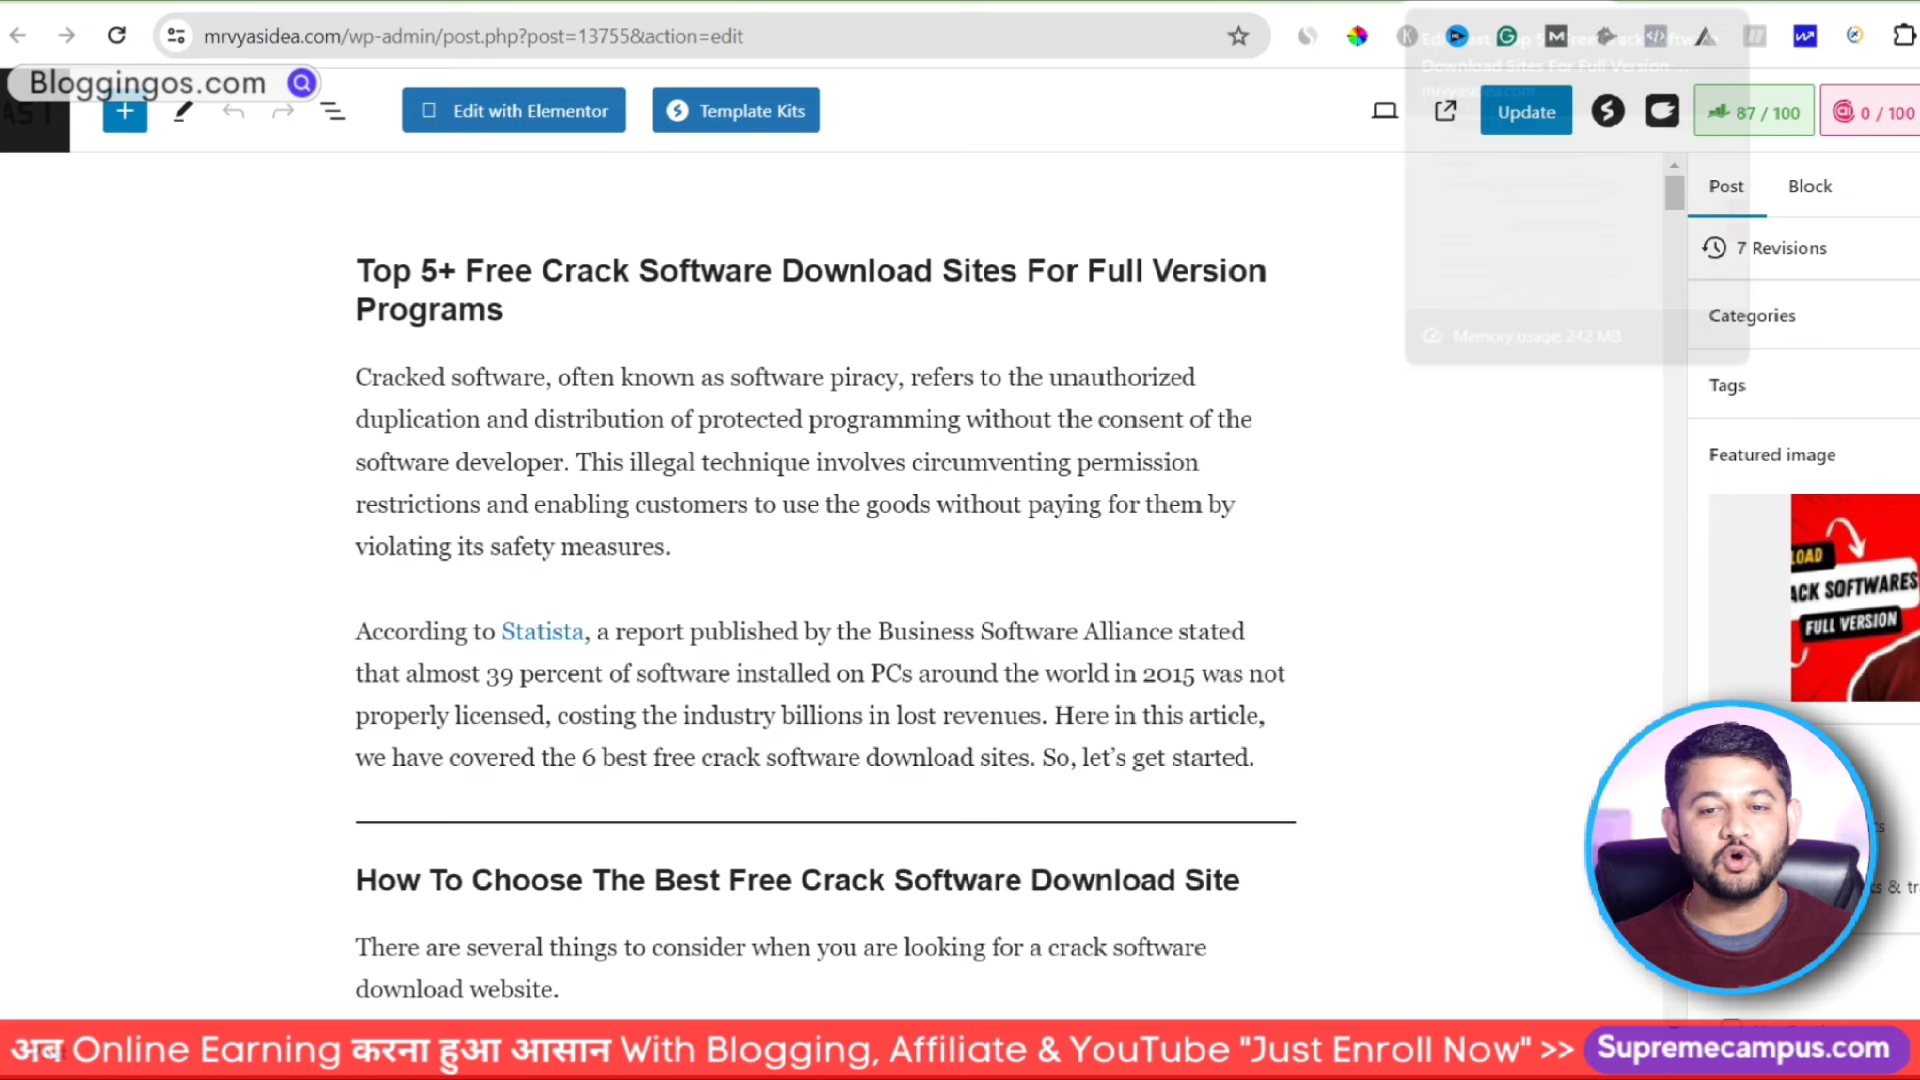 mrvyasidea.com/wp-admin/post.php?post=13755&action=edit
Bloggingos.com
Edit with Elementor
Template Kits
Update
87 / 100
0 / 100
Post
Block
7 Revisions
Categories
Memory usage: 242 MB
Tags
Featured image
Top 5+ Free Crack Software Download Sites For Full Version
Programs
Cracked software, often known as software piracy, refers to the unauthorized
duplication and distribution of protected programming without the consent of the
software developer. This illegal technique involves circumventing permission
restrictions and enabling customers to use the goods without paying for them by
violating its safety measures.
According to Statista, a report published by the Business Software Alliance stated
that almost 39 percent of software installed on PCs around the world in 2015 was not
properly licensed, costing the industry billions in lost revenues. Here in this article,
we have covered the 6 best free crack software download sites. So, let's get started.
How To Choose The Best Free Crack Software Download Site
There are several things to consider when you are looking for a crack software
download website.
LOAD
ACK SOFTWARES
FULL VERSION
अब Online Earning करना हुआ आसान With Blogging, Affiliate & YouTube "Just Enroll Now" >> Supremecampus.com